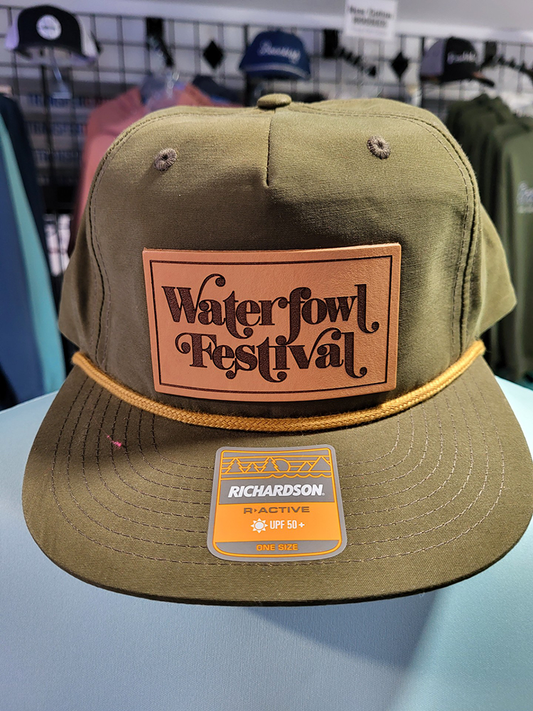 Waterfowl
Festival
RICHARDSON
R-ACTIVE
UPF 50+
ONE SIZE